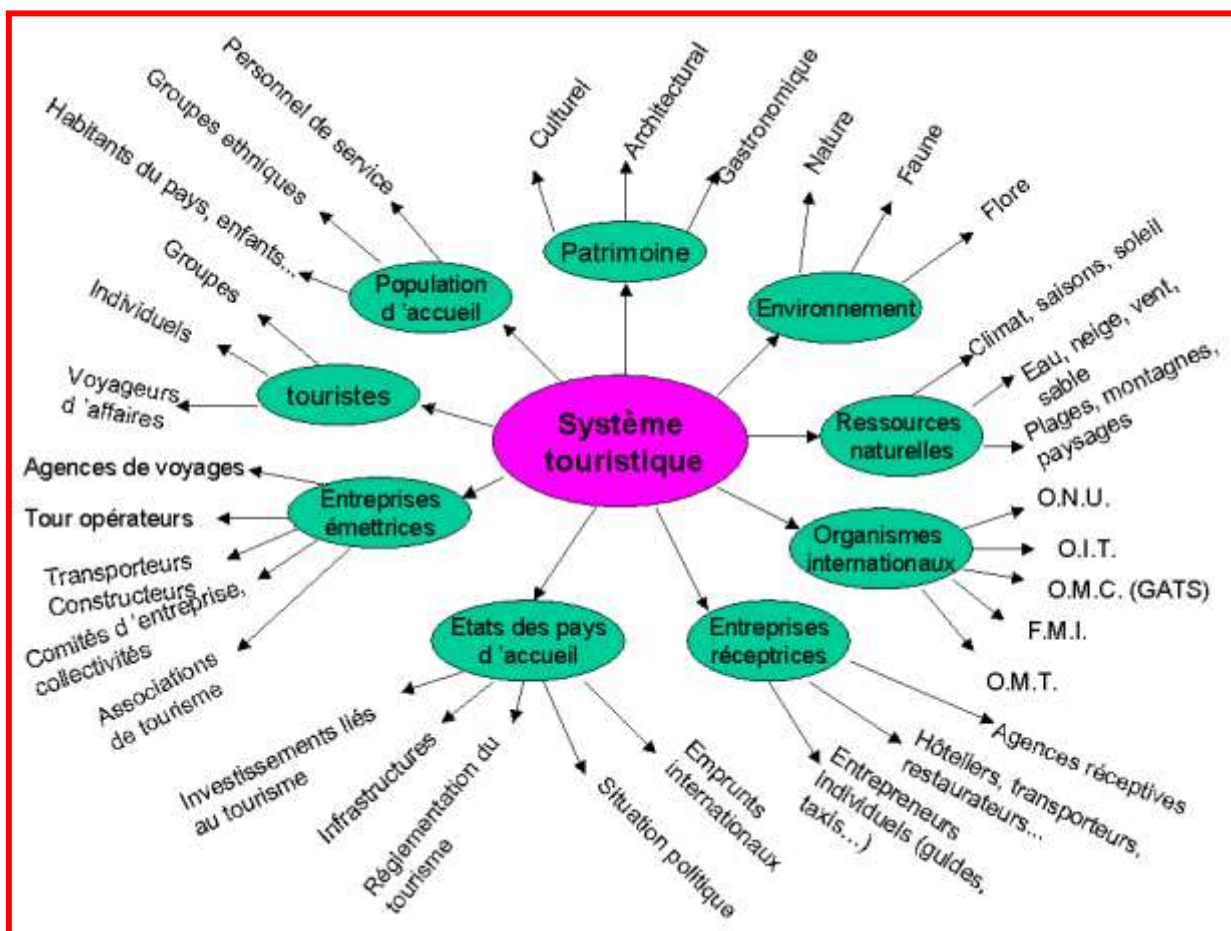 Système
touristique
Patrimoine
Culturel
Architectural
Gastronomique
Environnement
Nature
Faune
Flore
Ressources
naturelles
Climat, saisons, soleil
Eau, neige, vent,
sable
Plages, montagnes,
paysages
Organismes
internationaux
O.N.U.
O.I.T.
O.M.C. (GATS)
F.M.I.
O.M.T.
Entreprises
réceptrices
Agences réceptives
Hôteliers, transporteurs,
restaurateurs...
Entrepreneurs
Individuels (guides,
taxis...)
Etats des pays
d 'accueil
Emprunts
internationaux
Situation politique
Règlementation du
tourisme
Infrastructures
Investissements liés
au tourisme
Entreprises
émettrices
Agences de voyages
Tour opérateurs
Transporteurs
Constructeurs
Comités d 'entreprise,
collectivités
Associations
de tourisme
touristes
Voyageurs
d 'affaires
Individuels
Groupes
Population
d 'accueil
Habitants du pays, enfants...
Groupes ethniques
Personnel de service